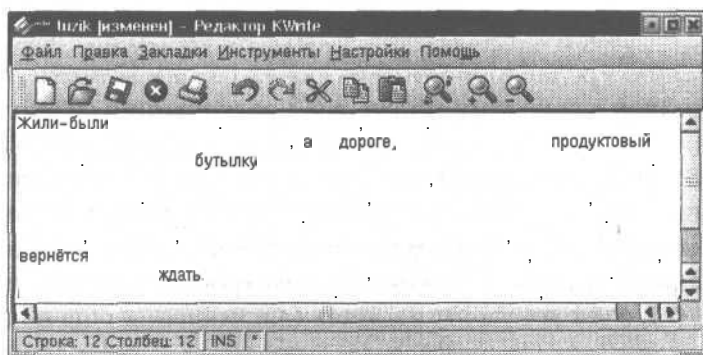 tuzik [изменен] - Редактор KWrite
Файл Правка Закладки Инструменты Настройки Помощь
Жили-были . , .
, а дороге, продуктовый
. бутылку .
,
. , ,
. .
, , ,
вернётся , ,
ждать. , .
. ,
Строка: 12 Столбец: 12 INS *